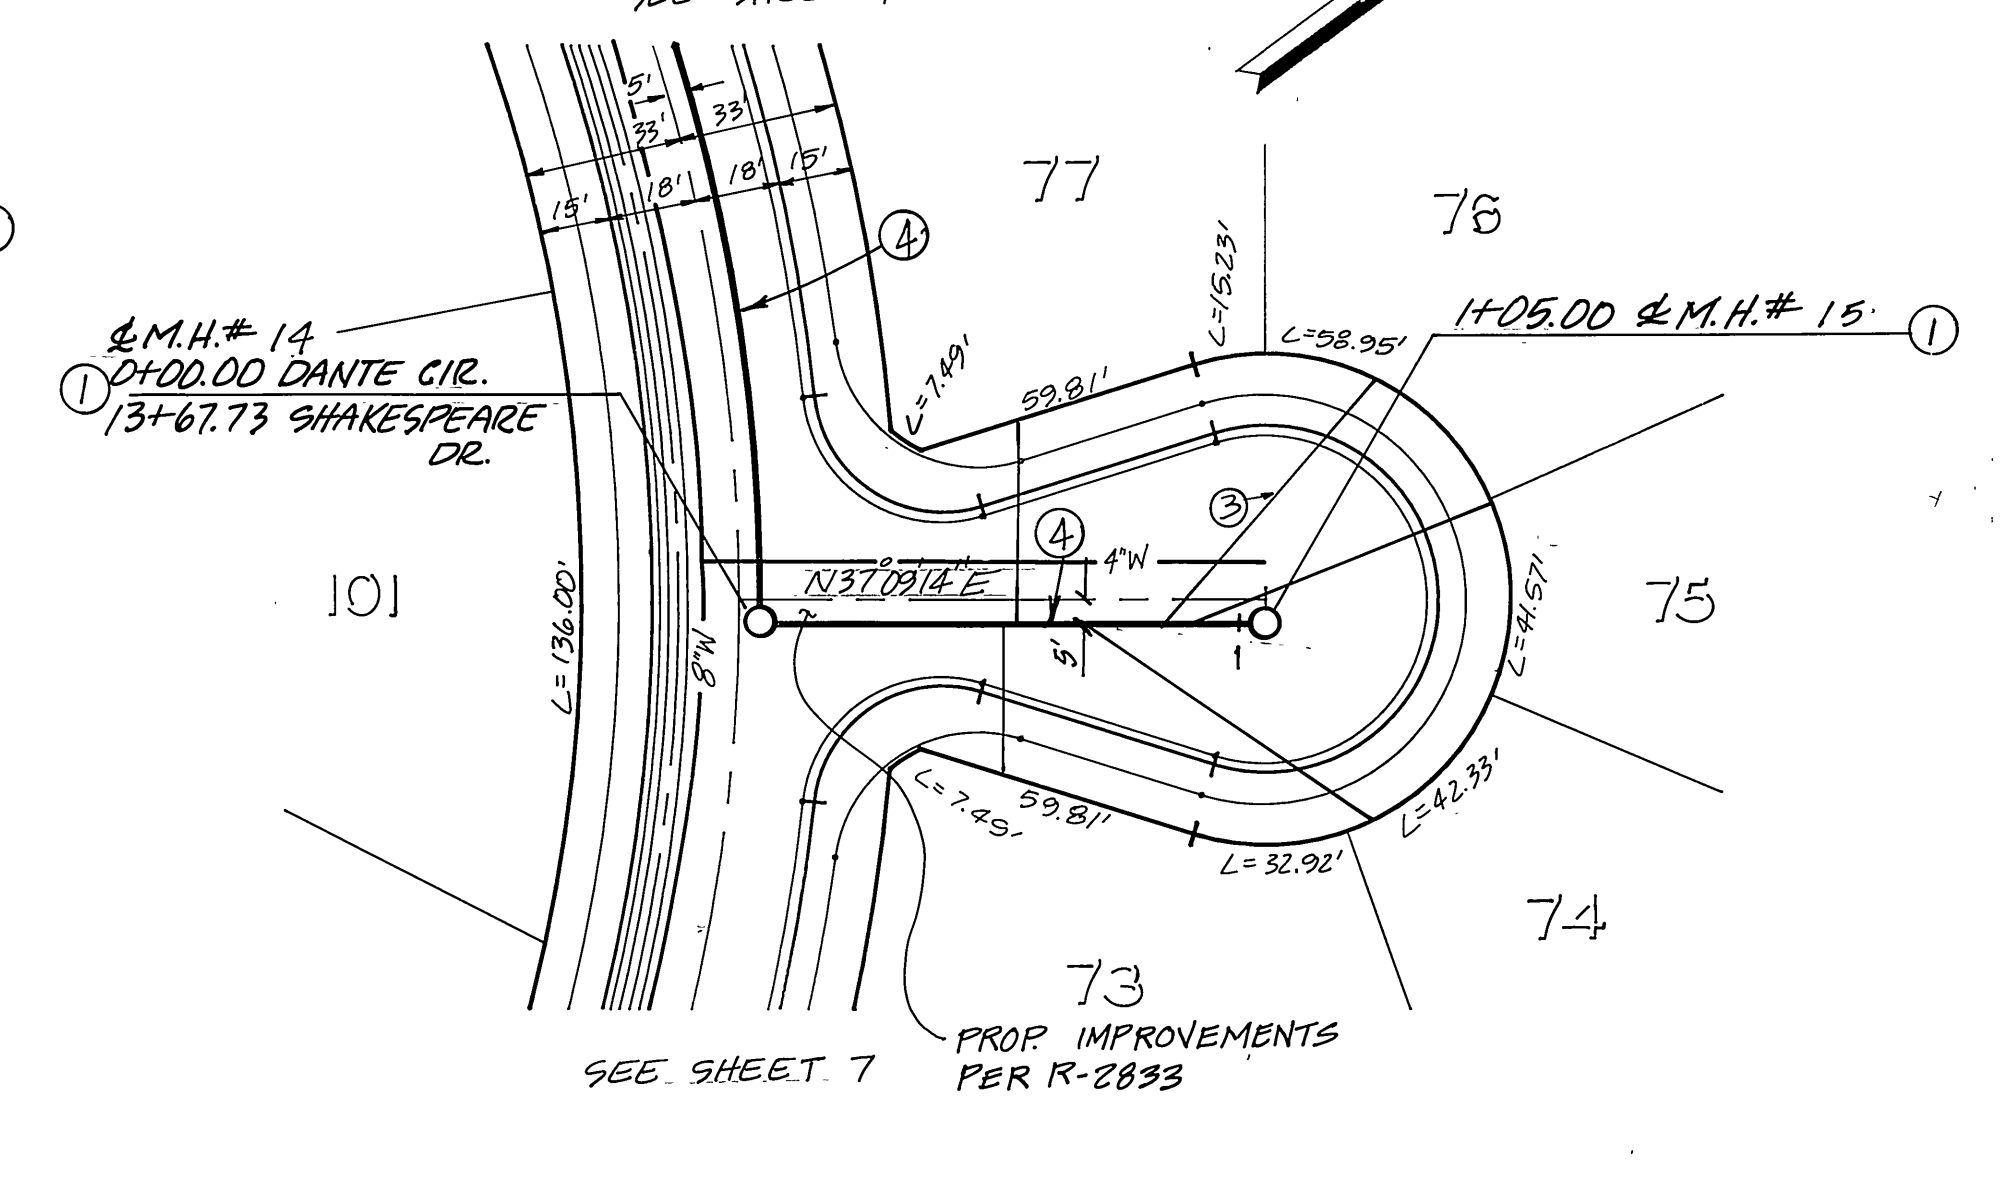 5'
33'
33'
15'
18'
18'
15'
4
77
76
L=15.23'
L=58.95'
℄ M.H.# 14
0+00.00 DANTE CIR.
1
13+67.73 SHAKESPEARE
DR.
1+05.00 ℄ M.H.# 15
1
L=7.49'
59.81'
3
4
4"W
N37°09'14"E
101
L=136.00'
8"W
5'
L=41.57'
75
L=7.49'
59.81'
L=42.33'
L=32.92'
74
73
PROP. IMPROVEMENTS
PER R-2833
SEE SHEET 7